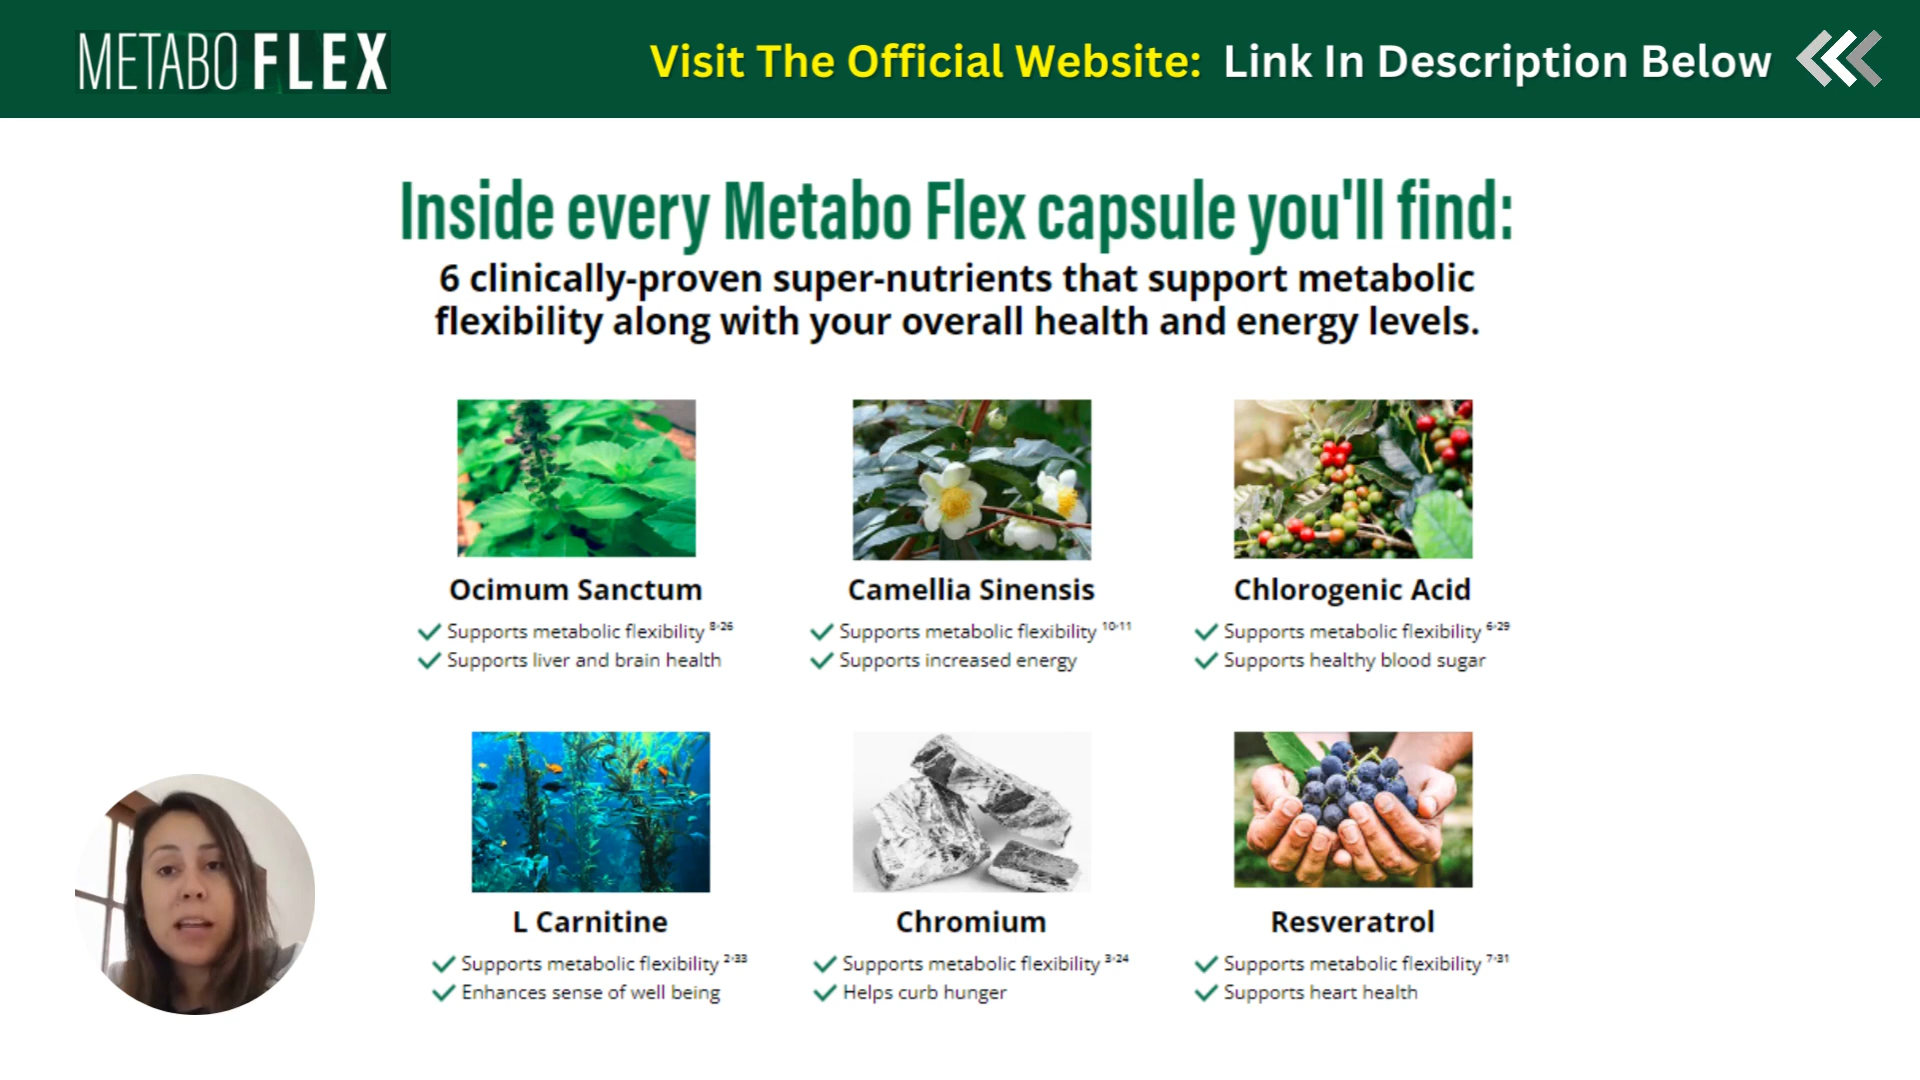 METABO FLEX
Visit The Official Website: Link In Description Below
Inside every Metabo Flex capsule you'll find:
6 clinically-proven super-nutrients that support metabolic
flexibility along with your overall health and energy levels.
Ocimum Sanctum
Supports metabolic flexibility 8-26
Supports liver and brain health
Camellia Sinensis
Supports metabolic flexibility 10-11
Supports increased energy
Chlorogenic Acid
Supports metabolic flexibility 6-29
Supports healthy blood sugar
L Carnitine
Supports metabolic flexibility 2-33
Enhances sense of well being
Chromium
Supports metabolic flexibility 3-24
Helps curb hunger
Resveratrol
Supports metabolic flexibility 7-31
Supports heart health